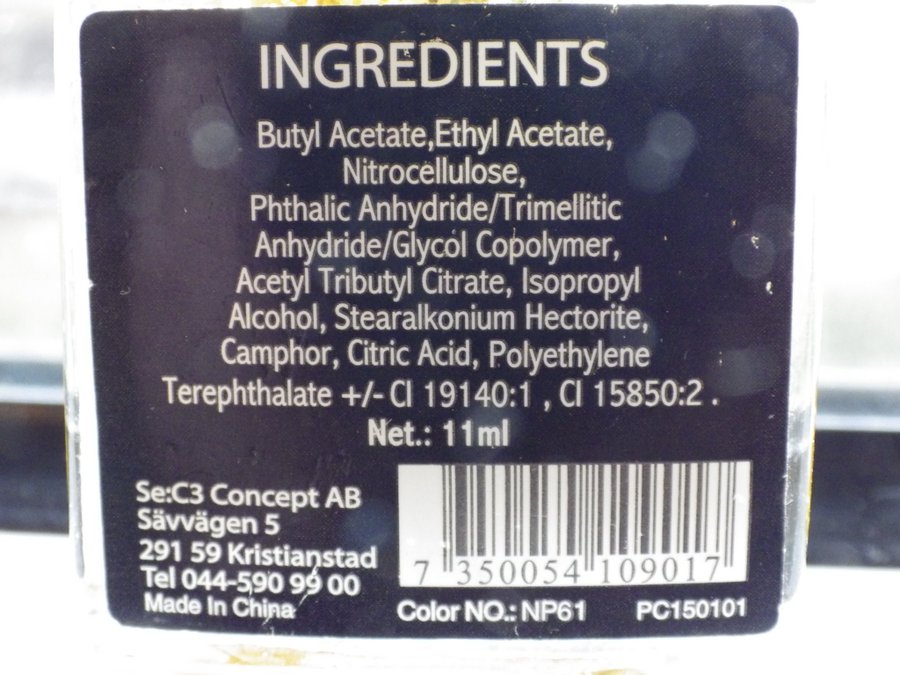 INGREDIENTS
Butyl Acetate,Ethyl Acetate,
Nitrocellulose,
Phthalic Anhydride/Trimellitic
Anhydride/Glycol Copolymer,
Acetyl Tributyl Citrate, Isopropyl
Alcohol, Stearalkonium Hectorite,
Camphor, Citric Acid, Polyethylene
Terephthalate +/- CI 19140:1 , CI 15850:2 .
Net.: 11ml
Se:C3 Concept AB
Sävvägen 5
291 59 Kristianstad
Tel 044-590 99 00
Made In China
7 350054 109017
Color NO.: NP61
PC150101